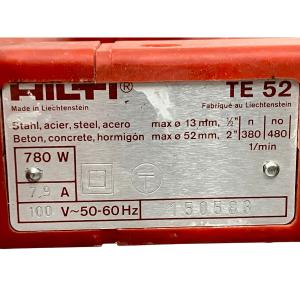 HILTI® TE 52
Made in Liechtenstein Fabriqué au Liechtenstein
Stahl, acier, steel, acero max ø 13 mm, ½" n no
Beton, concrete, hormigón max ø 52 mm, 2" 380 480
1/min
780 W
7,9 A
100 V~50-60 Hz 150583